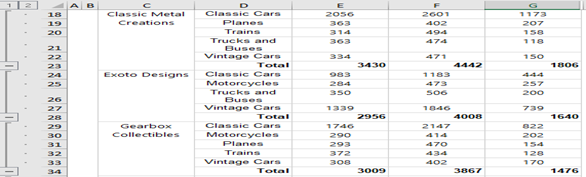 1 2 A B C D E F G
18 Classic Metal Classic Cars 2056 2601 1173
19 Creations Planes 363 402 207
20 Trains 314 494 158
Trucks and 363 474 118
21 Buses
22 Vintage Cars 334 471 150
23 Total 3430 4442 1806
24 Exoto Designs Classic Cars 983 1183 444
25 Motorcycles 284 473 257
Trucks and 350 506 200
26 Buses
27 Vintage Cars 1339 1846 739
28 Total 2956 4008 1640
29 Gearbox Classic Cars 1746 2147 822
30 Collectibles Motorcycles 290 414 202
31 Planes 293 470 154
32 Trains 372 434 128
33 Vintage Cars 308 402 170
34 Total 3009 3867 1476